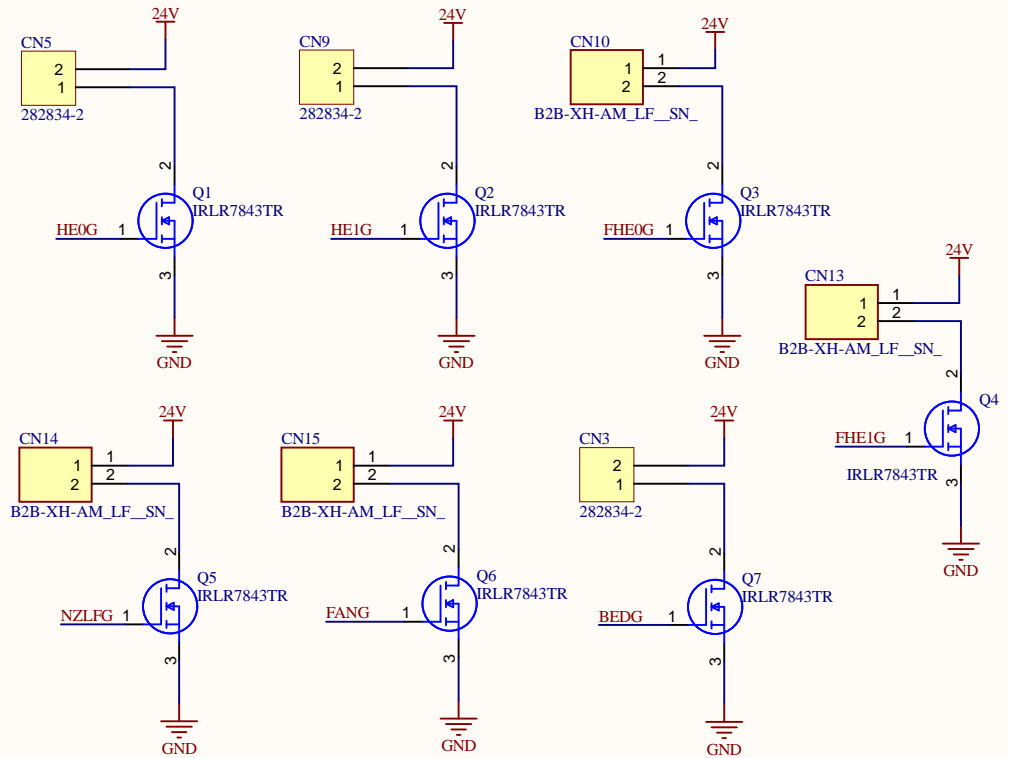 24V
CN5
2
1
282834-2
2
Q1
IRLR7843TR
HE0G
1
3
GND
24V
CN9
2
1
282834-2
2
Q2
IRLR7843TR
HE1G
1
3
GND
24V
CN10
1
1
2
2
B2B-XH-AM_LF__SN_
2
Q3
IRLR7843TR
FHE0G
1
3
GND
24V
CN13
1
1
2
2
B2B-XH-AM_LF__SN_
2
Q4
FHE1G
1
IRLR7843TR
3
GND
24V
CN14
1
1
2
2
B2B-XH-AM_LF__SN_
2
Q5
IRLR7843TR
NZLFG
1
3
GND
24V
CN15
1
1
2
2
B2B-XH-AM_LF__SN_
2
Q6
IRLR7843TR
FANG
1
3
GND
24V
CN3
2
1
282834-2
2
Q7
IRLR7843TR
BEDG
1
3
GND